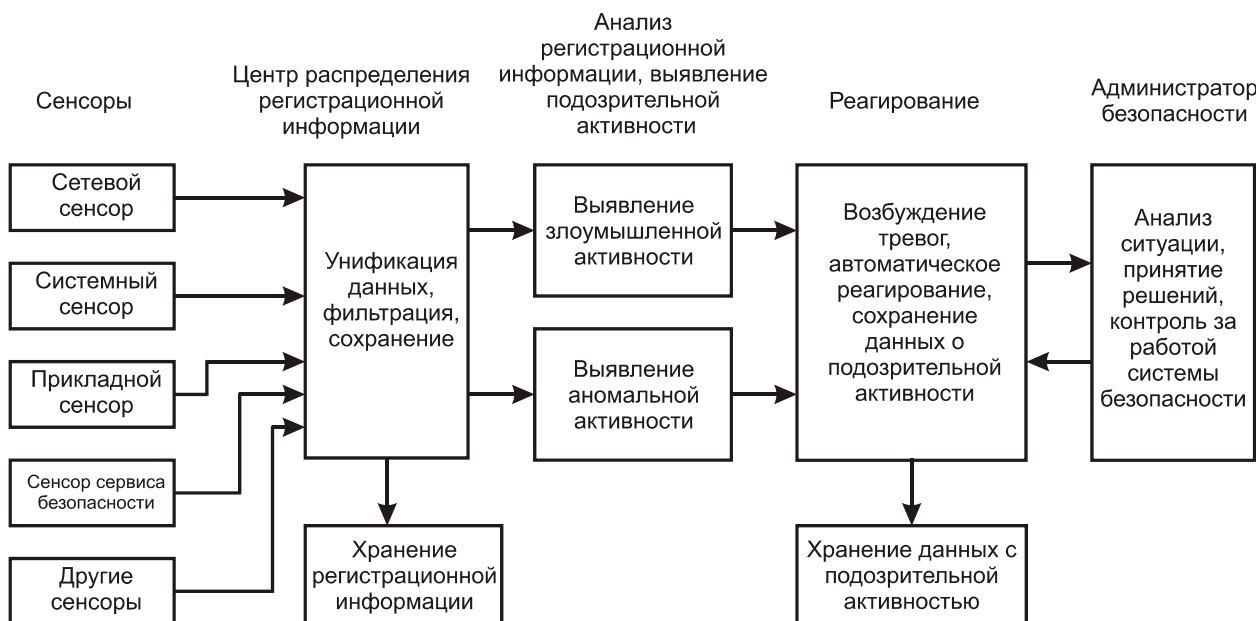 Сенсоры
Центр распределения
регистрационной
информации
Анализ
регистрационной
информации, выявление
подозрительной
активности
Реагирование
Администратор
безопасности
Сетевой
сенсор
Системный
сенсор
Прикладной
сенсор
Сенсор сервиса
безопасности
Другие
сенсоры
Унификация
данных,
фильтрация,
сохранение
Хранение
регистрационной
информации
Выявление
злоумышленной
активности
Выявление
аномальной
активности
Возбуждение
тревог,
автоматическое
реагирование,
сохранение
данных о
подозрительной
активности
Хранение данных с
подозрительной
активностью
Анализ
ситуации,
принятие
решений,
контроль за
работой
системы
безопасности